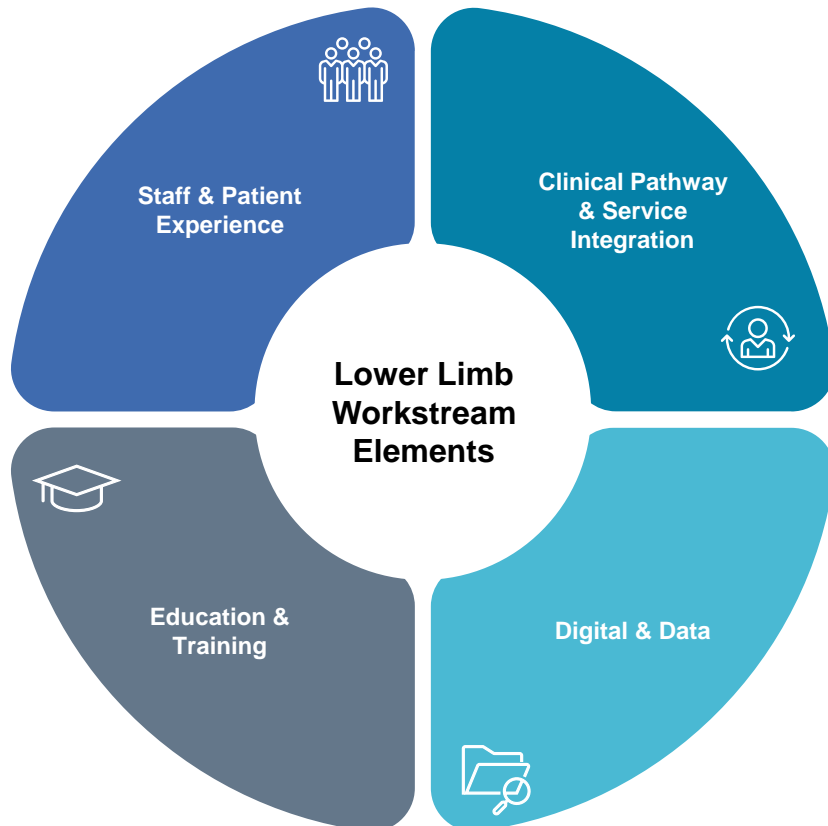 Staff & Patient
Experience
Clinical Pathway
& Service
Integration
Lower Limb
Workstream
Elements
Education &
Training
Digital & Data